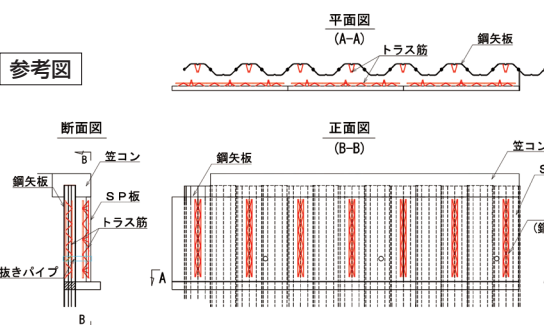 参考図
平面図
(A-A)
トラス筋
鋼矢板
断面図
B
笠コン
鋼矢板
SP板
トラス筋
抜きパイプ
B
正面図
(B-B)
鋼矢板
笠コン
S
(鋼
A